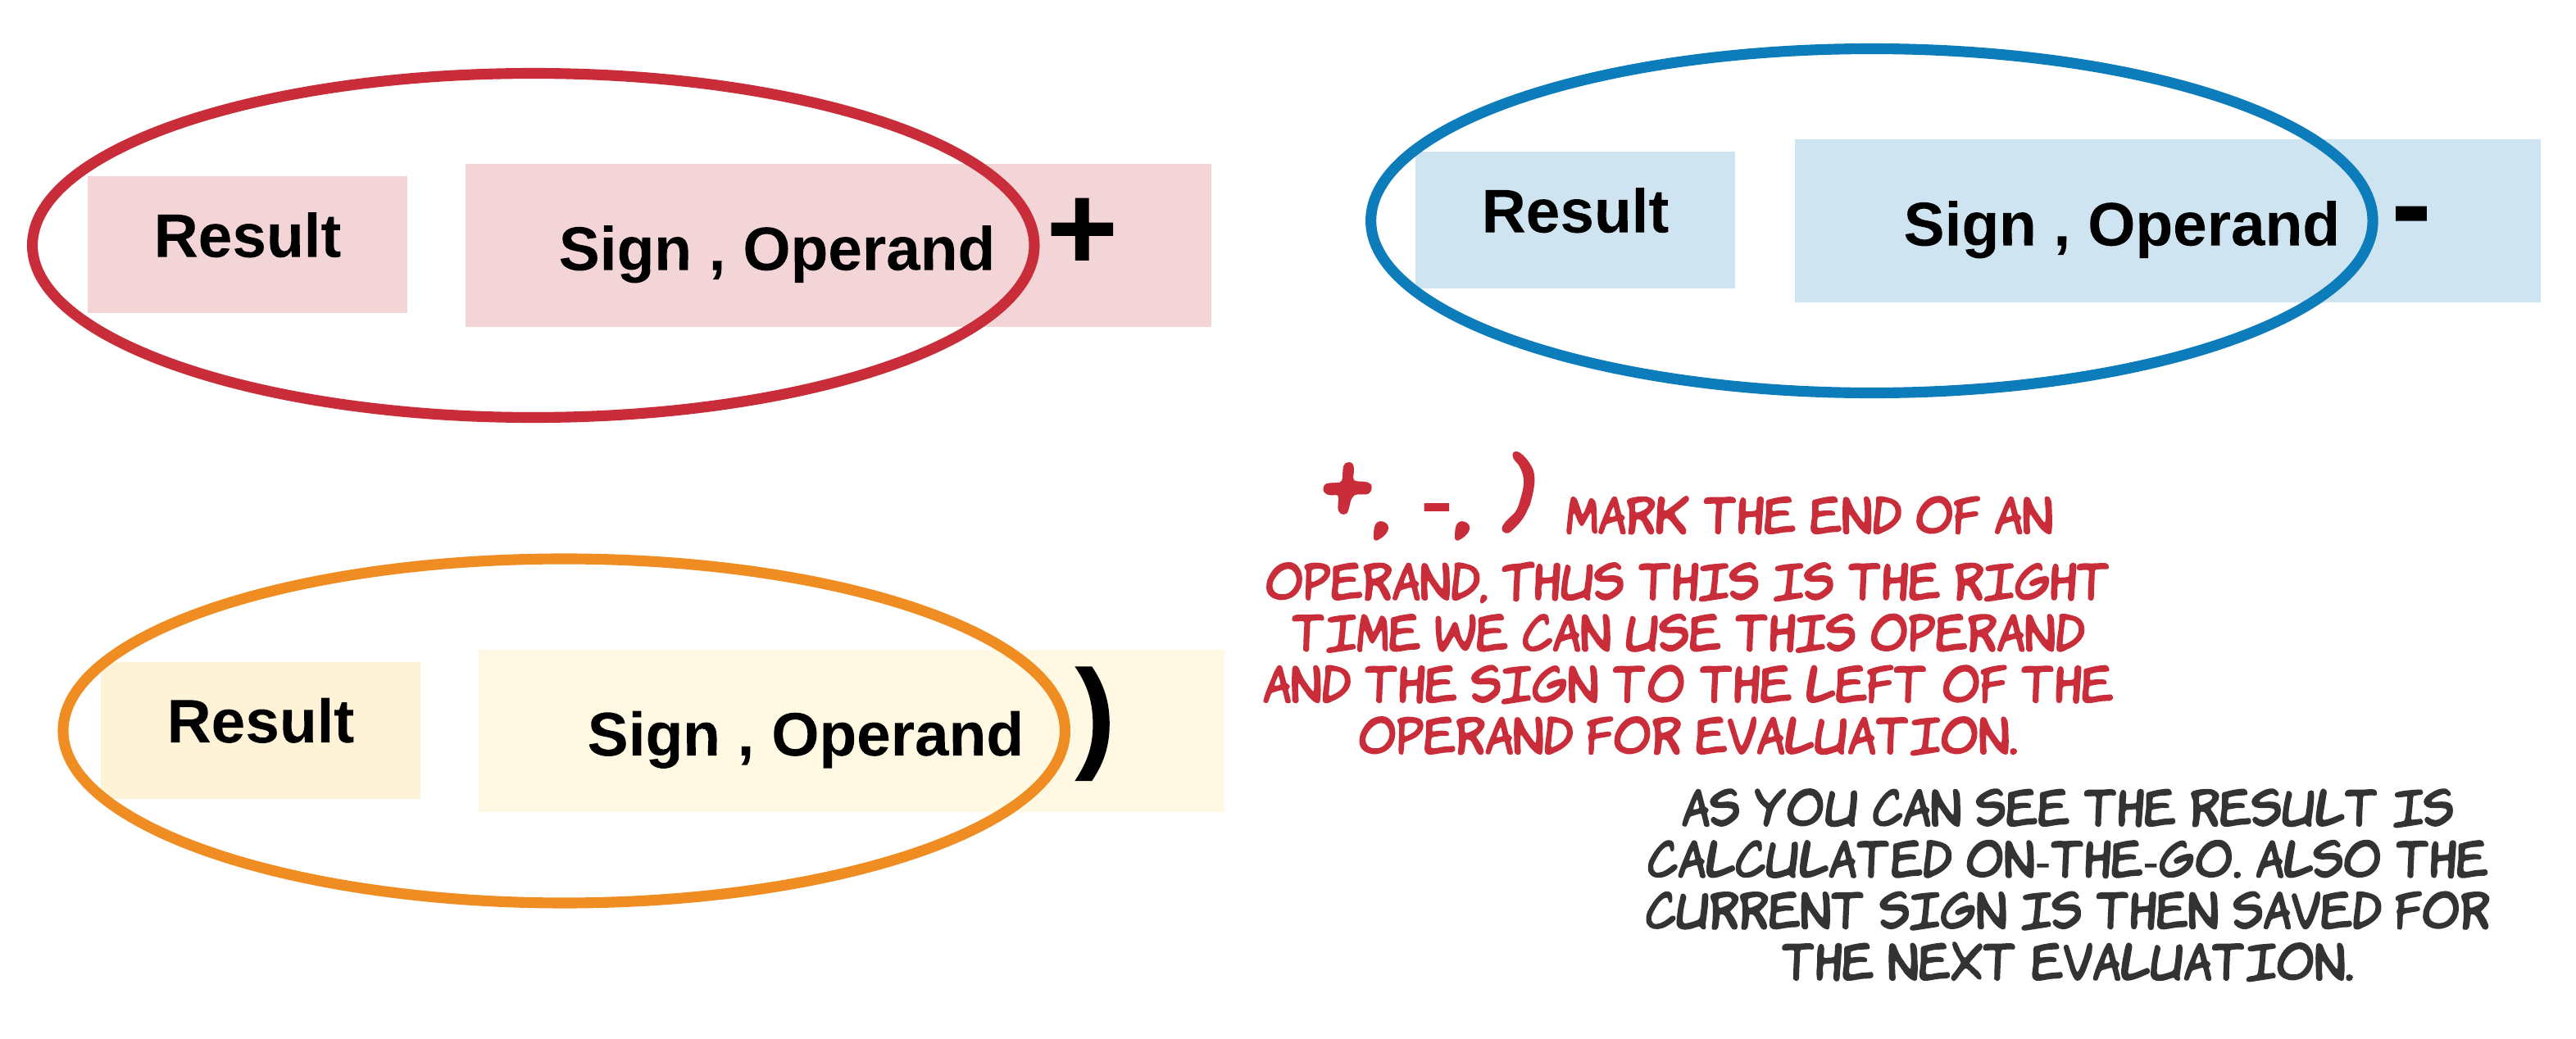 Result
Sign , Operand +
Result
Sign , Operand -
+, -, ) MARK THE END OF AN
OPERAND. THUS THIS IS THE RIGHT
TIME WE CAN USE THIS OPERAND
AND THE SIGN TO THE LEFT OF THE
OPERAND FOR EVALUATION.
Result
Sign , Operand )
AS YOU CAN SEE THE RESULT IS
CALCULATED ON-THE-GO. ALSO THE
CURRENT SIGN IS THEN SAVED FOR
THE NEXT EVALUATION.